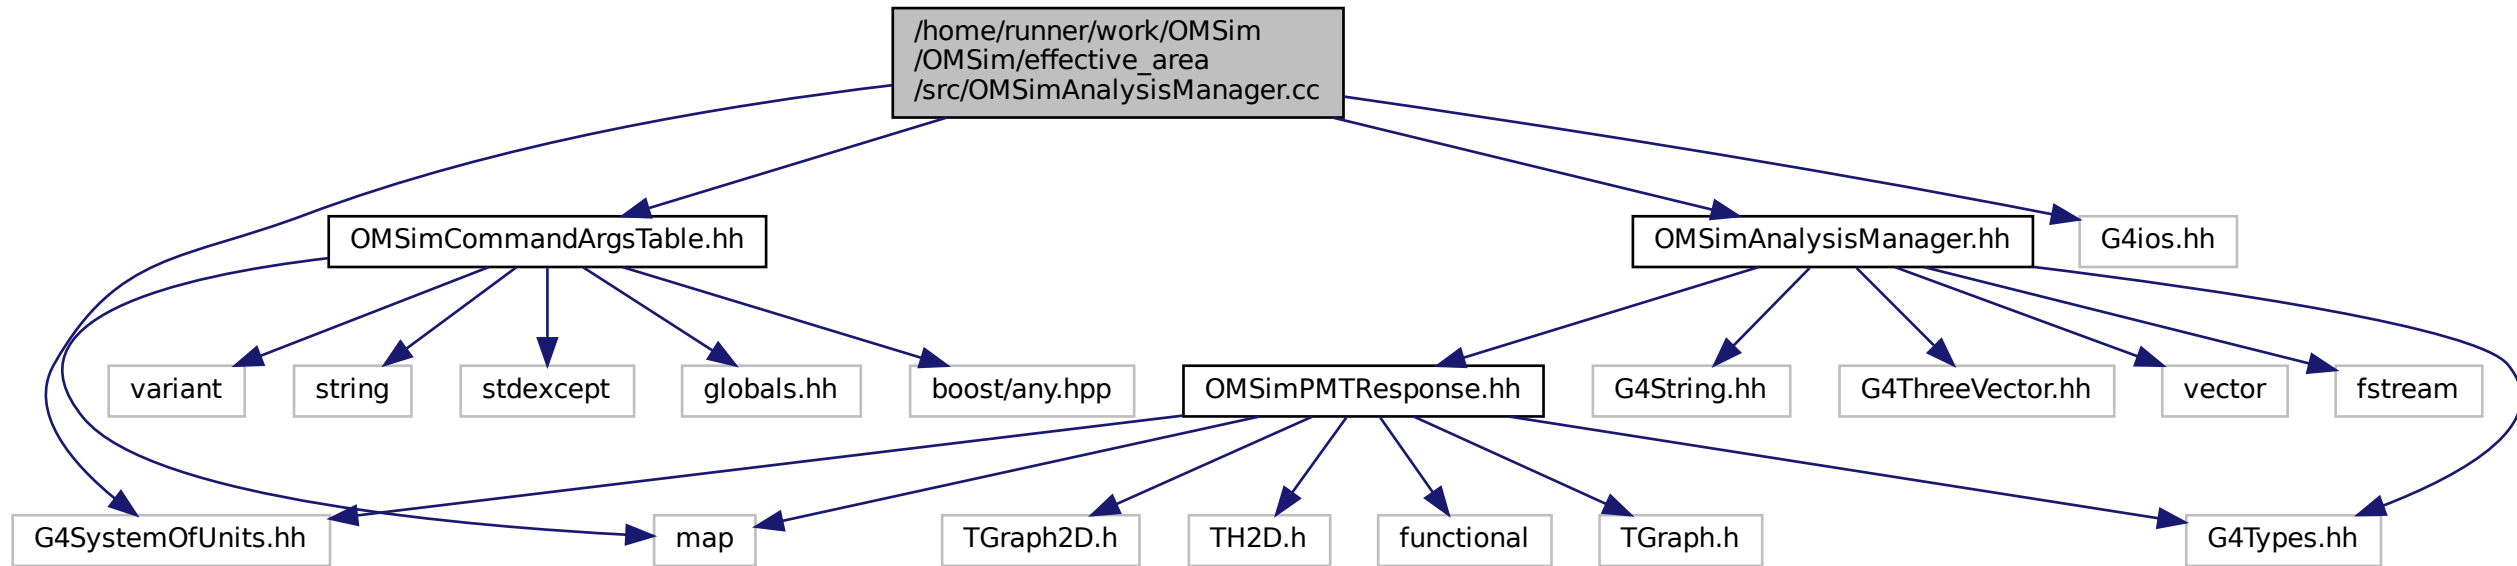 /home/runner/work/OMSim
/OMSim/effective_area
/src/OMSimAnalysisManager.cc
OMSimCommandArgsTable.hh
OMSimAnalysisManager.hh
G4ios.hh
variant
string
stdexcept
globals.hh
boost/any.hpp
OMSimPMTResponse.hh
G4String.hh
G4ThreeVector.hh
vector
fstream
G4SystemOfUnits.hh
map
TGraph2D.h
TH2D.h
functional
TGraph.h
G4Types.hh